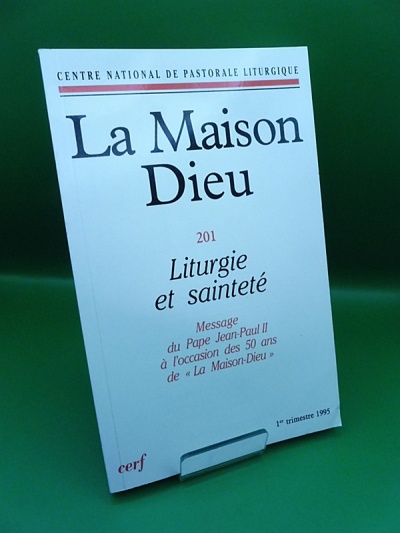 CENTRE NATIONAL DE PASTORALE LITURGIQUE
La Maison
Dieu
201
Liturgie
et sainteté
Message
du Pape Jean-Paul II
à l'occasion des 50 ans
de « La Maison-Dieu »
1er trimestre 1995
cerf